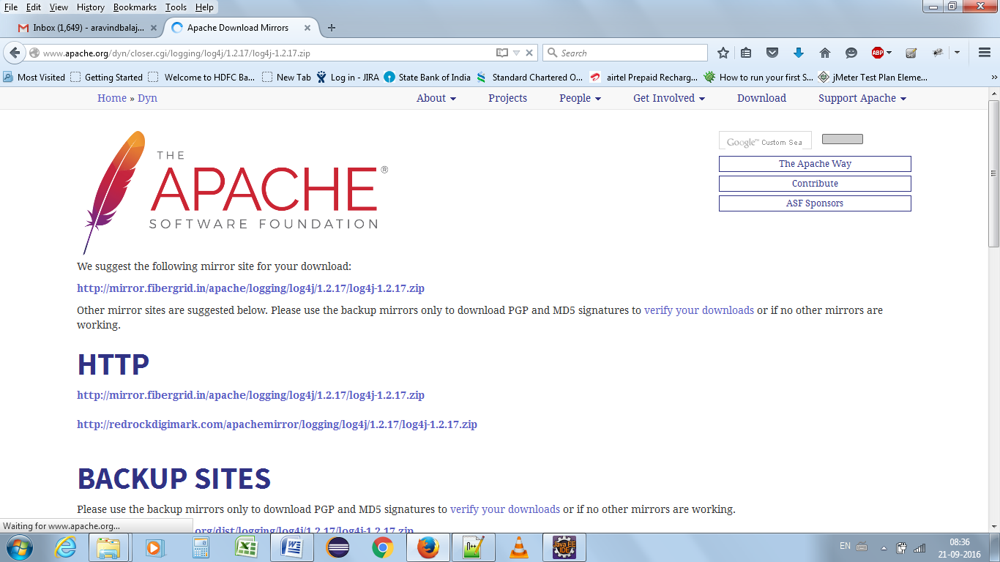 File Edit View History Bookmarks Tools Help
Inbox (1,649) - aravindbalaj... Apache Download Mirrors
www.apache.org/dyn/closer.cgi/logging/log4j/1.2.17/log4j-1.2.17.zip Search ABP
Most Visited Getting Started Welcome to HDFC Ba... New Tab Log in - JIRA State Bank of India Standard Chartered O... airtel Prepaid Recharg... How to run your first S... jMeter Test Plan Eleme...
Home » Dyn About Projects People Get Involved Download Support Apache
THE
APACHE®
SOFTWARE FOUNDATION
Google™ Custom Sea
The Apache Way
Contribute
ASF Sponsors
We suggest the following mirror site for your download:
http://mirror.fibergrid.in/apache/logging/log4j/1.2.17/log4j-1.2.17.zip
Other mirror sites are suggested below. Please use the backup mirrors only to download PGP and MD5 signatures to verify your downloads or if no other mirrors are
working.
HTTP
http://mirror.fibergrid.in/apache/logging/log4j/1.2.17/log4j-1.2.17.zip
http://redrockdigimark.com/apachemirror/logging/log4j/1.2.17/log4j-1.2.17.zip
BACKUP SITES
Please use the backup mirrors only to download PGP and MD5 signatures to verify your downloads or if no other mirrors are working.
Waiting for www.apache.org... org/dist/logging/log4j/1.2.17/log4j-1.2.17.zip
Java EE
IDE
EN 08:36
21-09-2016